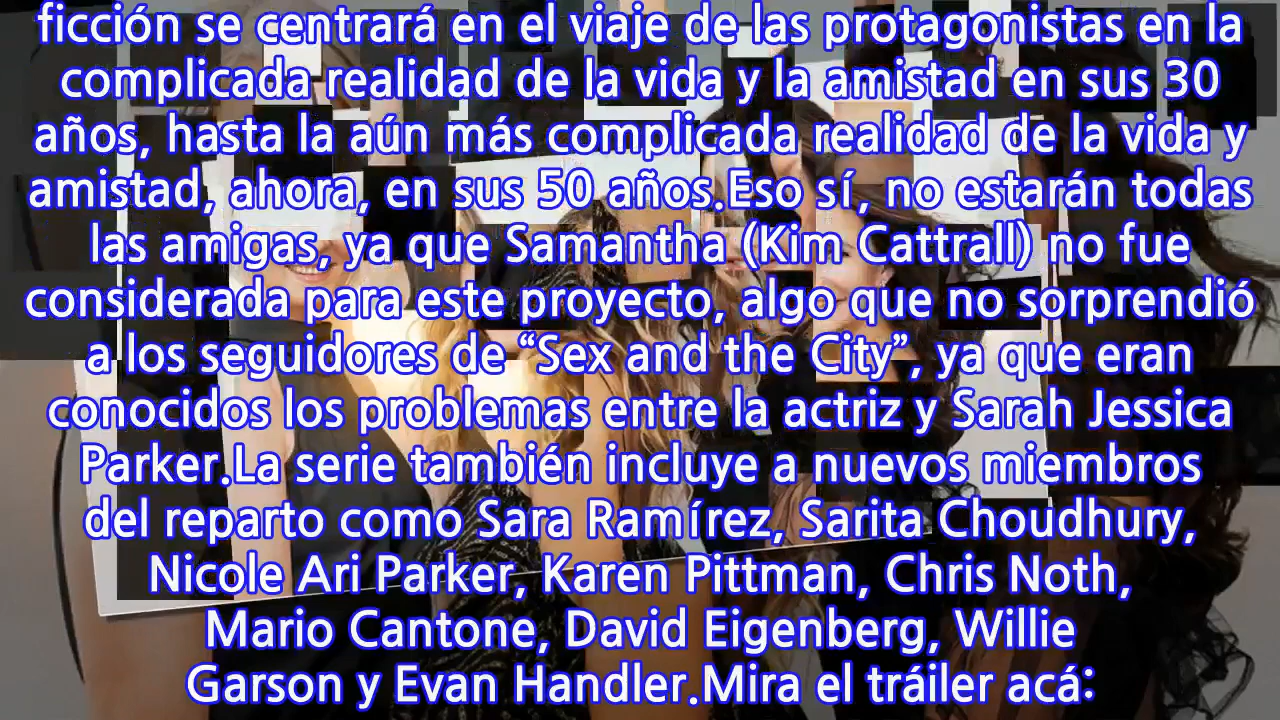 ficción se centrará en el viaje de las protagonistas en la
complicada realidad de la vida y la amistad en sus 30
años, hasta la aún más complicada realidad de la vida y
amistad, ahora, en sus 50 años.Eso sí, no estarán todas
las amigas, ya que Samantha (Kim Cattrall) no fue
considerada para este proyecto, algo que no sorprendió
a los seguidores de “Sex and the City”, ya que eran
conocidos los problemas entre la actriz y Sarah Jessica
Parker.La serie también incluye a nuevos miembros
del reparto como Sara Ramírez, Sarita Choudhury,
Nicole Ari Parker, Karen Pittman, Chris Noth,
Mario Cantone, David Eigenberg, Willie
Garson y Evan Handler.Mira el tráiler acá: